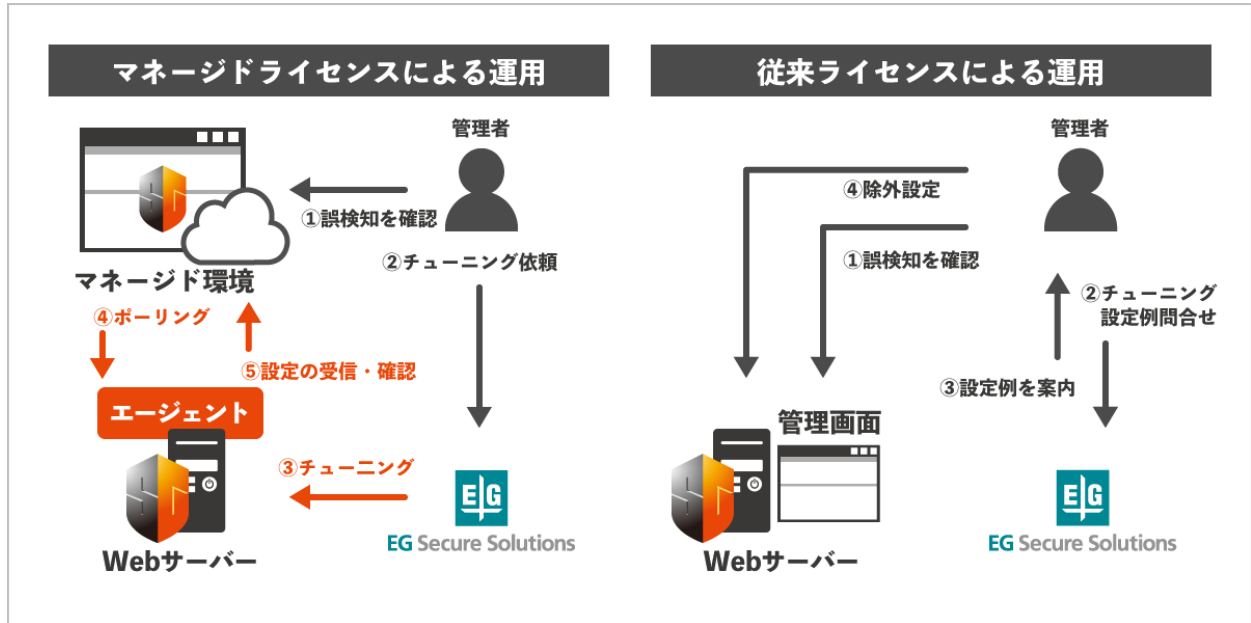 マネージドライセンスによる運用
管理者
①誤検知を確認
②チューニング依頼
マネージド環境
④ポーリング
⑤設定の受信・確認
エージェント
③チューニング
Webサーバー
EG
EG Secure Solutions
従来ライセンスによる運用
管理者
④除外設定
①誤検知を確認
②チューニング
設定例問合せ
③設定例を案内
管理画面
Webサーバー
EG
EG Secure Solutions